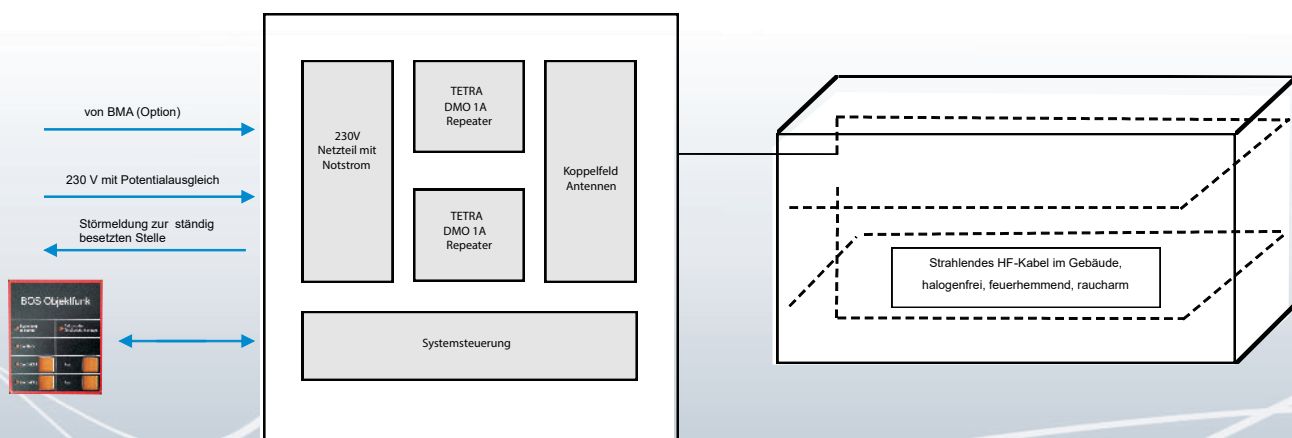 von BMA (Option)
230 V mit Potentialausgleich
Störmeldung zur ständig
besetzten Stelle
BOS Objektfunk
230V
Netzteil mit
Notstrom
TETRA
DMO 1A
Repeater
TETRA
DMO 1A
Repeater
Koppelfeld
Antennen
Systemsteuerung
Strahlendes HF-Kabel im Gebäude,
halogenfrei, feuerhemmend, raucharm